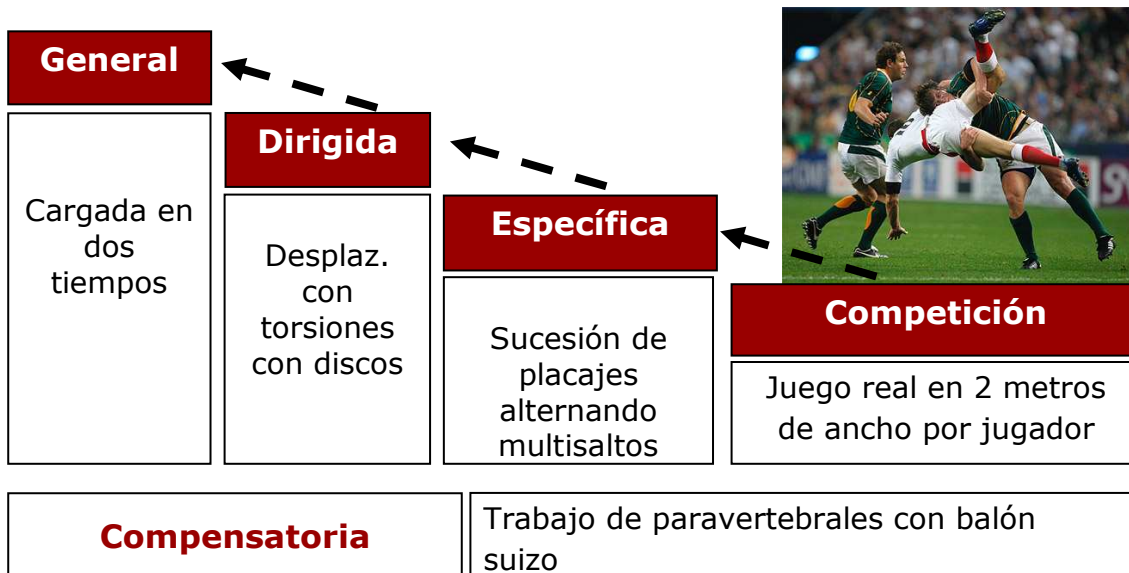 General
Cargada en
dos
tiempos
Dirigida
Desplaz.
con
torsiones
con discos
Específica
Sucesión de
placajes
alternando
multisaltos
Competición
Juego real en 2 metros
de ancho por jugador
Compensatoria
Trabajo de paravertebrales con balón
suizo